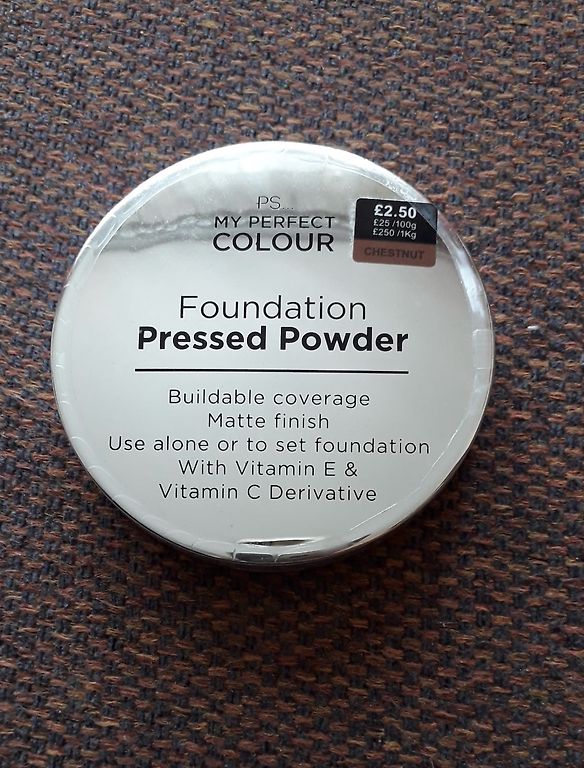 PS...
MY PERFECT
COLOUR
£2.50
£25 /100g
£250 /1Kg
CHESTNUT
Foundation
Pressed Powder
Buildable coverage
Matte finish
Use alone or to set foundation
With Vitamin E &
Vitamin C Derivative